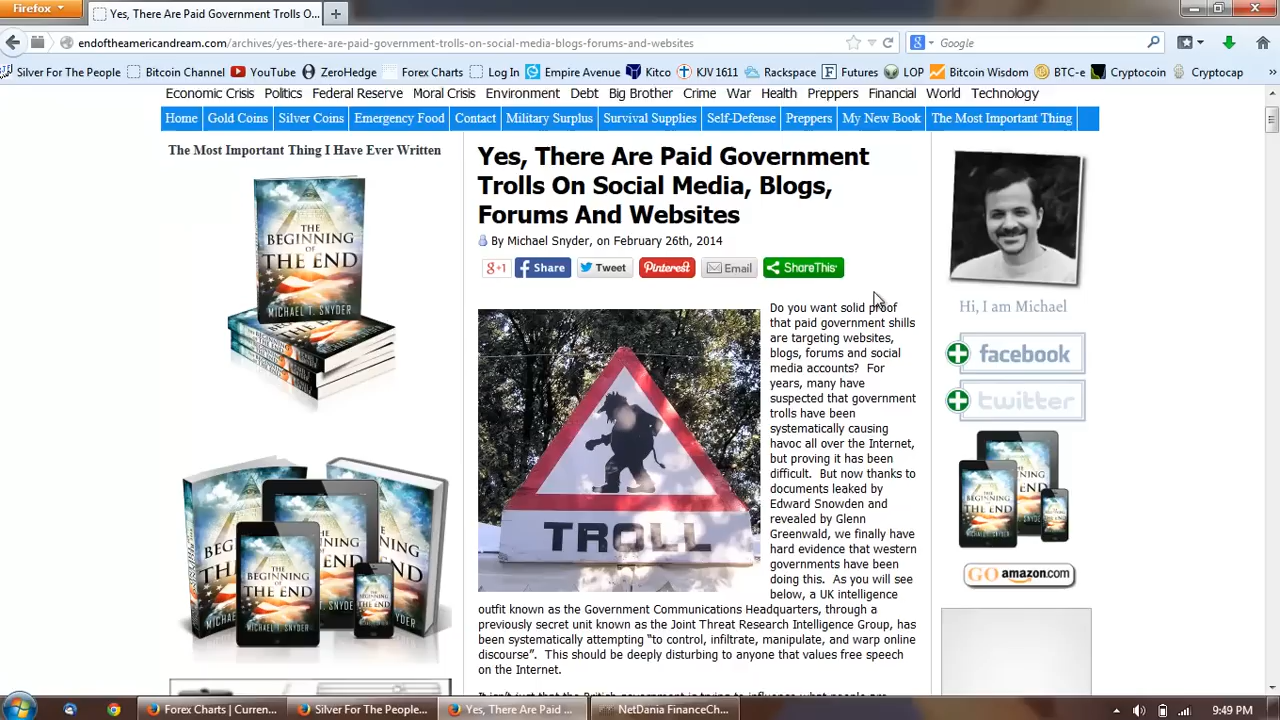 Firefox
Yes, There Are Paid Government Trolls O...
endoftheamericandream.com/archives/yes-there-are-paid-government-trolls-on-social-media-blogs-forums-and-websites
Google
Silver For The People
Bitcoin Channel
YouTube
ZeroHedge
Forex Charts
Log In
Empire Avenue
Kitco
KJV 1611
Rackspace
Futures
LOP
Bitcoin Wisdom
BTC-e
Cryptocoin
Cryptocap
»
Economic Crisis Politics Federal Reserve Moral Crisis Environment Debt Big Brother Crime War Health Preppers Financial World Technology
Home Gold Coins Silver Coins Emergency Food Contact Military Surplus Survival Supplies Self-Defense Preppers My New Book The Most Important Thing
The Most Important Thing I Have Ever Written
THE
BEGINNING
OF
THE END
MICHAEL T. SNYDER
Yes, There Are Paid Government
Trolls On Social Media, Blogs,
Forums And Websites
By Michael Snyder, on February 26th, 2014
g+1
Share
Tweet
Pinterest
Email
ShareThis
TROLL
Do you want solid proof
that paid government shills
are targeting websites,
blogs, forums and social
media accounts? For
years, many have
suspected that government
trolls have been
systematically causing
havoc all over the Internet,
but proving it has been
difficult. But now thanks to
documents leaked by
Edward Snowden and
revealed by Glenn
Greenwald, we finally have
hard evidence that western
governments have been
doing this. As you will see
below, a UK intelligence
outfit known as the Government Communications Headquarters, through a
previously secret unit known as the Joint Threat Research Intelligence Group, has
been systematically attempting “to control, infiltrate, manipulate, and warp online
discourse”. This should be deeply disturbing to anyone that values free speech
on the Internet.
Hi, I am Michael
facebook
twitter
GO amazon.com
Forex Charts | Curren...
Silver For The People...
Yes, There Are Paid ...
NetDania FinanceCh...
9:49 PM